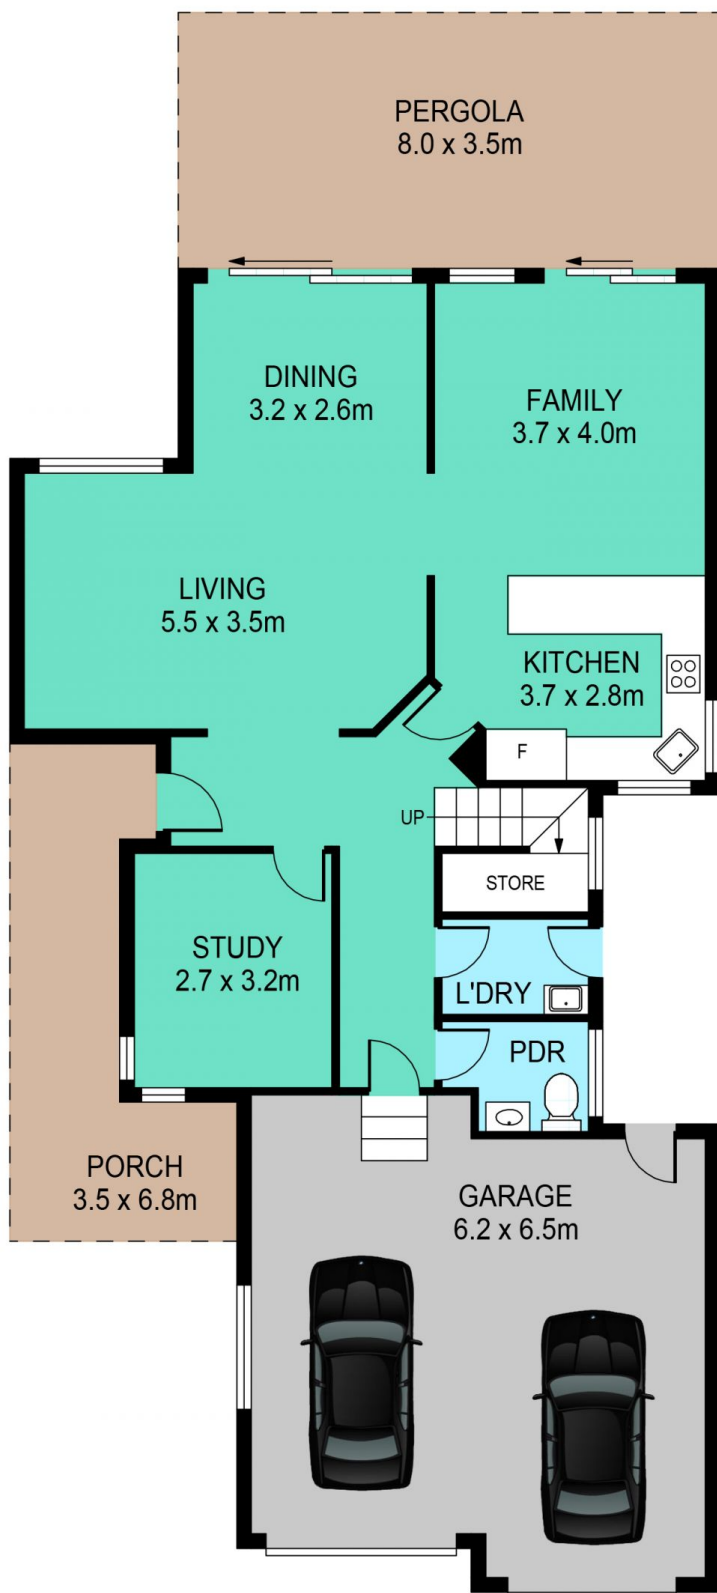 PERGOLA
8.0 x 3.5m
DINING
3.2 x 2.6m
FAMILY
3.7 x 4.0m
LIVING
5.5 x 3.5m
KITCHEN
3.7 x 2.8m
F
UP
STORE
STUDY
2.7 x 3.2m
L'DRY
PDR
PORCH
3.5 x 6.8m
GARAGE
6.2 x 6.5m